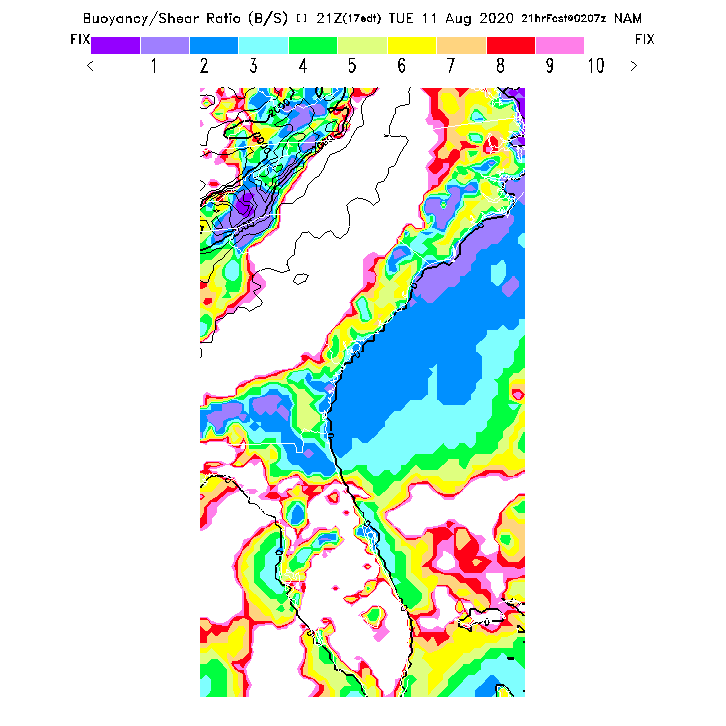 Buoyancy/Shear Ratio (B/S) [] 21Z(17edt) TUE 11 Aug 2020 21hrFcst@0207z NAM
FIX FIX
< 1 2 3 4 5 6 7 8 9 10 >